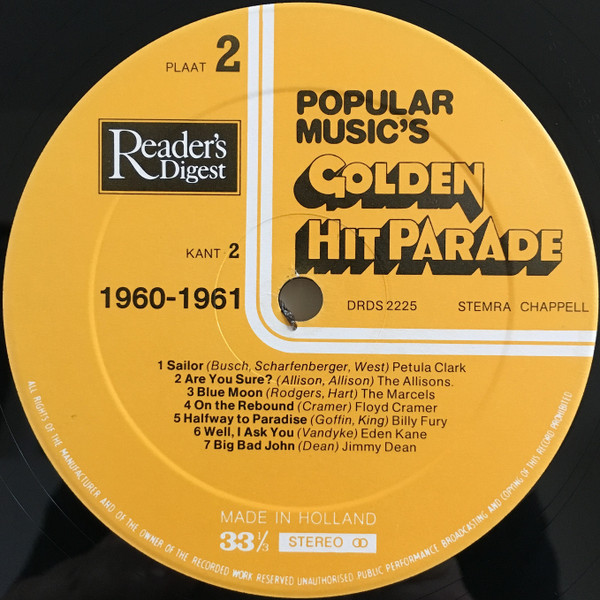 PLAAT 2
Reader's
Digest
KANT 2
1960-1961
POPULAR
MUSIC'S
GOLDEN
HIT PARADE
DRDS 2225 STEMRA CHAPPELL
1 Sailor (Busch, Scharfenberger, West) Petula Clark
2 Are You Sure? (Allison, Allison) The Allisons.
3 Blue Moon (Rodgers, Hart) The Marcels
4 On the Rebound (Cramer) Floyd Cramer
5 Halfway to Paradise (Goffin, King) Billy Fury
6 Well, I Ask You (Vandyke) Eden Kane
7 Big Bad John (Dean) Jimmy Dean
MADE IN HOLLAND
33⅓ STEREO
ALL RIGHTS OF THE MANUFACTURER AND OF THE OWNER OF THE RECORDED WORK RESERVED UNAUTHORISED PUBLIC PERFORMANCE BROADCASTING AND COPYING OF THIS RECORD PROHIBITED